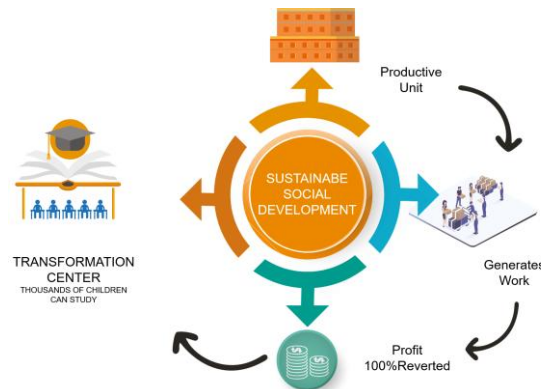 Productive
Unit
SUSTAINABE
SOCIAL
DEVELOPMENT
TRANSFORMATION
CENTER
THOUSANDS OF CHILDREN
CAN STUDY
Generates
Work
Profit
100%Reverted